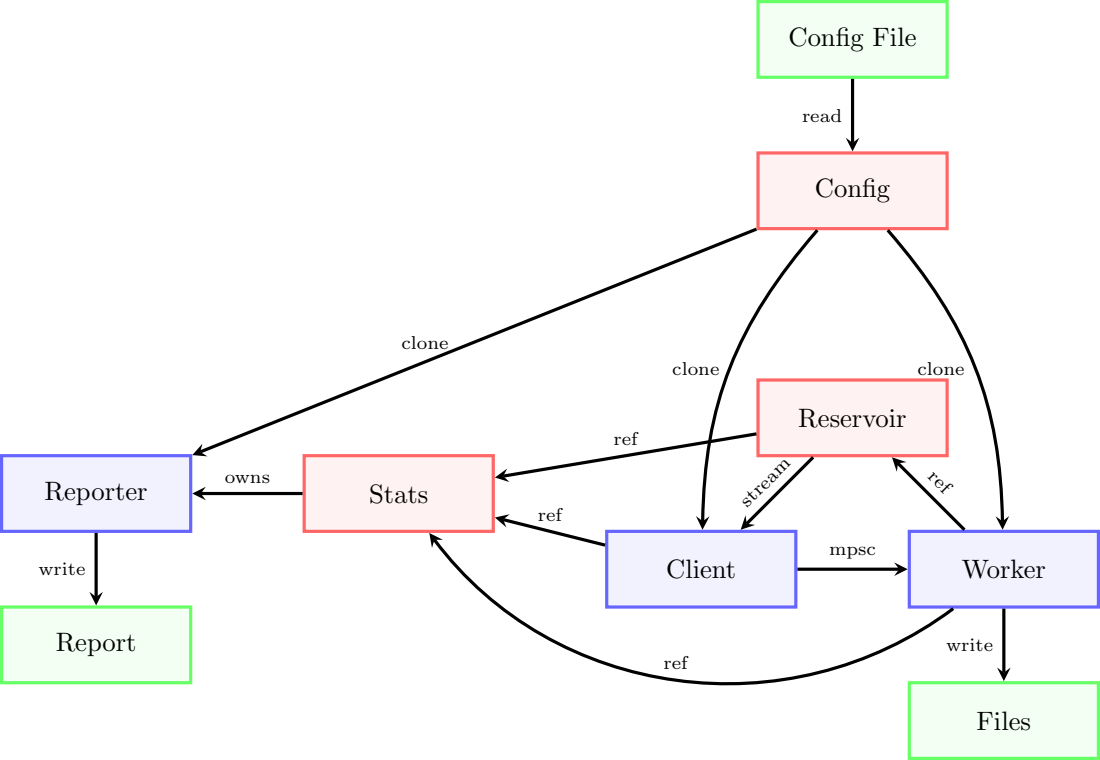 Config File
read
Config
clone
clone
clone
Reservoir
ref
stream
ref
Reporter
owns
Stats
ref
Client
mpsc
Worker
write
write
Report
ref
Files